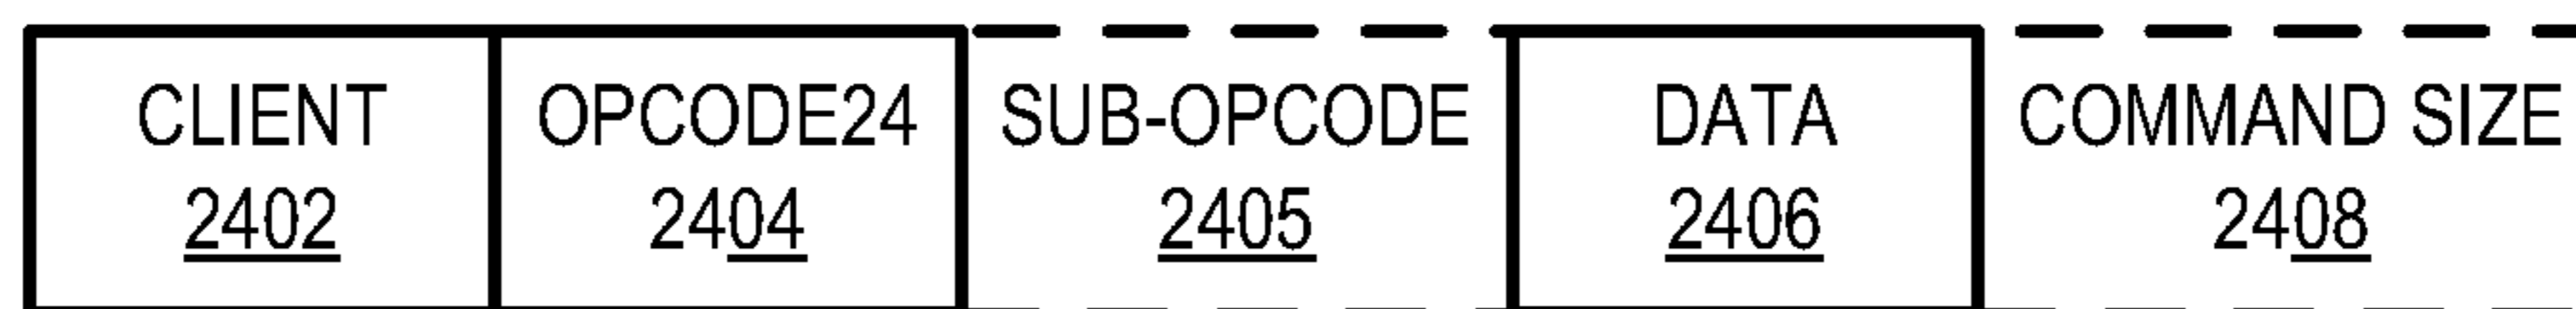 CLIENT OPCODE24 SUB-OPCODE DATA COMMAND SIZE
2402 2404 2405 2406 2408